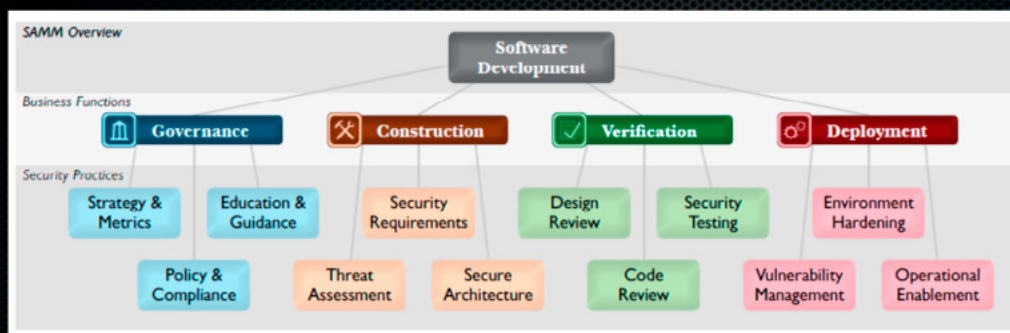 SAMM Overview
Software
Development
Business Functions
Governance
Construction
Verification
Deployment
Security Practices
Strategy &
Metrics
Education &
Guidance
Security
Requirements
Design
Review
Security
Testing
Environment
Hardening
Policy &
Compliance
Threat
Assessment
Secure
Architecture
Code
Review
Vulnerability
Management
Operational
Enablement